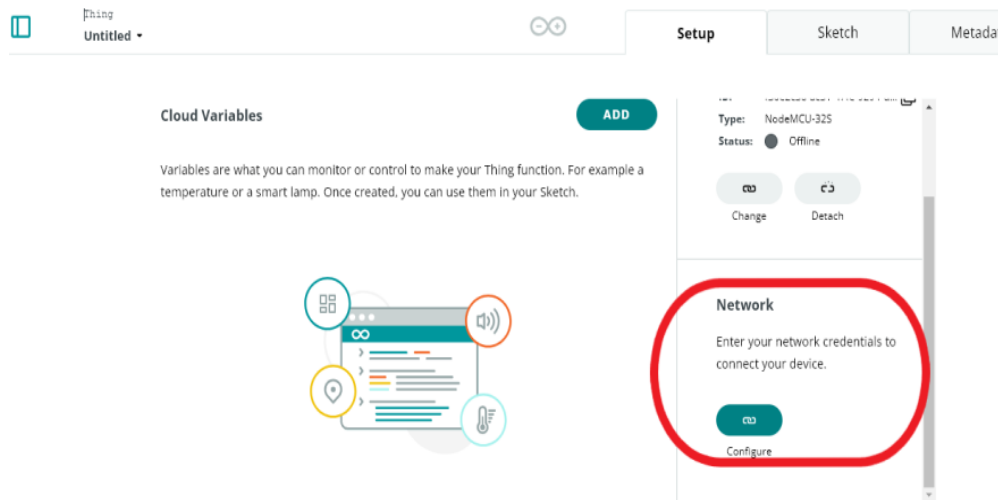 Thing
Untitled
Setup
Sketch
Cloud Variables
ADD
Variables are what you can monitor or control to make your Thing function. For example a
temperature or a smart lamp. Once created, you can use them in your Sketch.
Type: NodeMCU-32S
Status: Offline
Change
Detach
Network
Enter your network credentials to
connect your device.
Configure